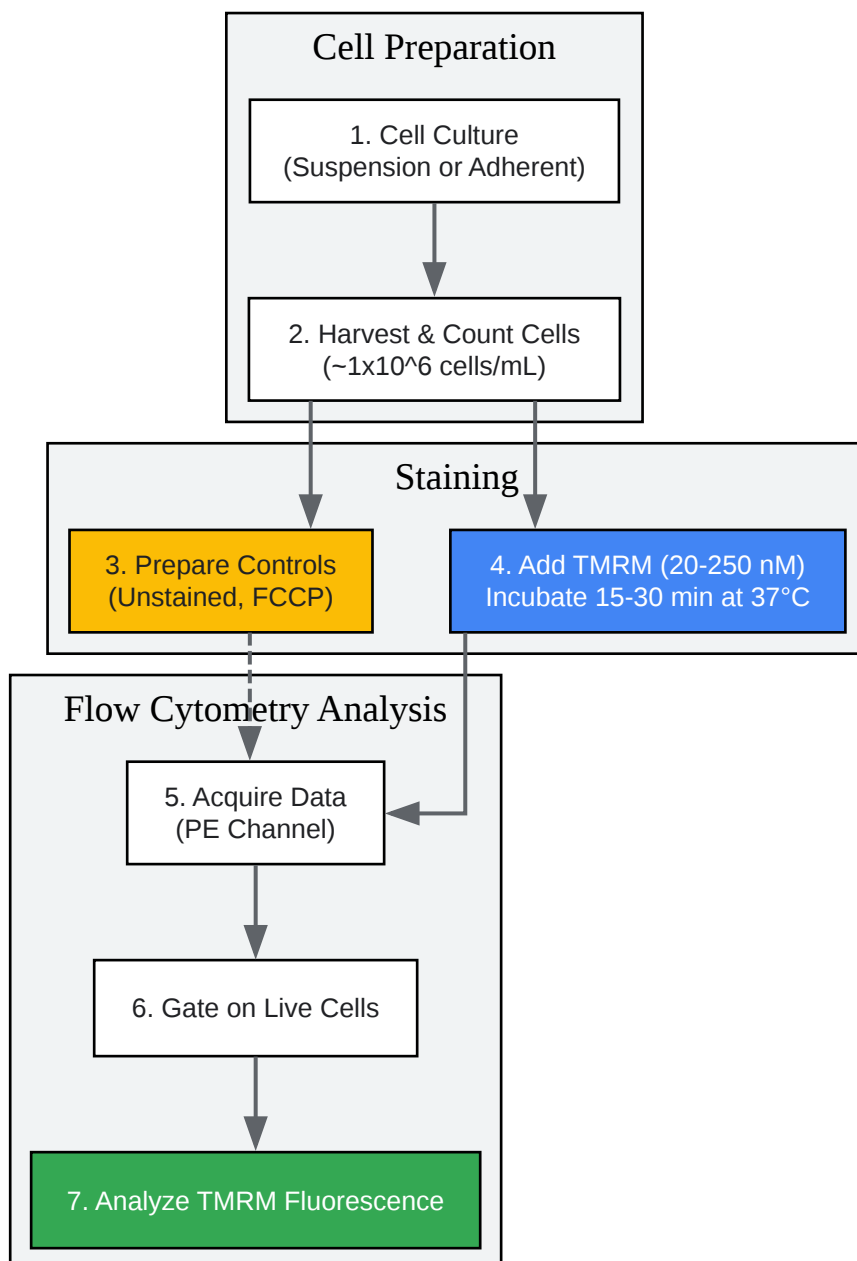 Cell Preparation
1. Cell Culture
(Suspension or Adherent)
2. Harvest & Count Cells
(~1x10^6 cells/mL)
Staining
3. Prepare Controls
(Unstained, FCCP)
4. Add TMRM (20-250 nM)
Incubate 15-30 min at 37°C
Flow Cytometry Analysis
5. Acquire Data
(PE Channel)
6. Gate on Live Cells
7. Analyze TMRM Fluorescence